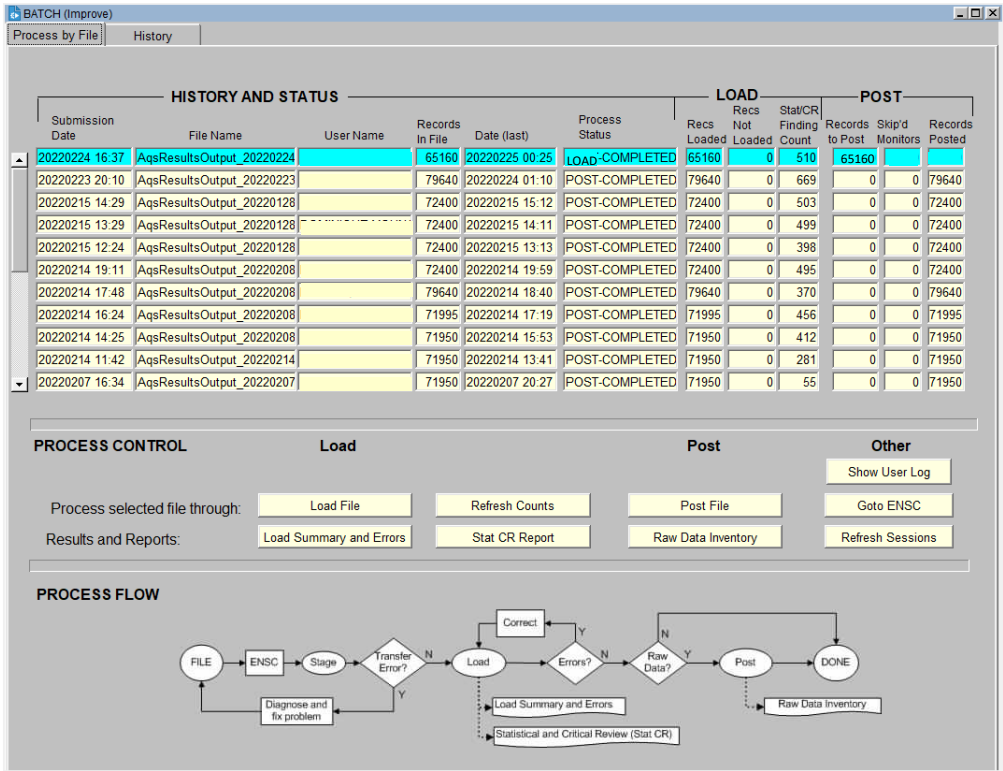 BATCH (Improve)
Process by File History
HISTORY AND STATUS LOAD POST
Submission Date File Name User Name Records In File Date (last) Process Status Recs Loaded Recs Not Loaded Stat/CR Finding Count Records to Post Skip'd Monitors Records Posted
20220224 16:37 AqsResultsOutput_20220224 65160 20220225 00:25 LOAD-COMPLETED 65160 0 510 65160
20220223 20:10 AqsResultsOutput_20220223 79640 20220224 01:10 POST-COMPLETED 79640 0 669 0 0 79640
20220215 14:29 AqsResultsOutput_20220128 72400 20220215 15:12 POST-COMPLETED 72400 0 503 0 0 72400
20220215 13:29 AqsResultsOutput_20220128 72400 20220215 14:11 POST-COMPLETED 72400 0 499 0 0 72400
20220215 12:24 AqsResultsOutput_20220128 72400 20220215 13:13 POST-COMPLETED 72400 0 398 0 0 72400
20220214 19:11 AqsResultsOutput_20220208 72400 20220214 19:59 POST-COMPLETED 72400 0 495 0 0 72400
20220214 17:48 AqsResultsOutput_20220208 79640 20220214 18:40 POST-COMPLETED 79640 0 370 0 0 79640
20220214 16:24 AqsResultsOutput_20220208 71995 20220214 17:19 POST-COMPLETED 71995 0 456 0 0 71995
20220214 14:25 AqsResultsOutput_20220208 71950 20220214 15:53 POST-COMPLETED 71950 0 412 0 0 71950
20220214 11:42 AqsResultsOutput_20220214 71950 20220214 13:41 POST-COMPLETED 71950 0 281 0 0 71950
20220207 16:34 AqsResultsOutput_20220207 71950 20220207 20:27 POST-COMPLETED 71950 0 55 0 0 71950
PROCESS CONTROL Load Post Other
Show User Log
Process selected file through: Load File Refresh Counts Post File Goto ENSC
Results and Reports: Load Summary and Errors Stat CR Report Raw Data Inventory Refresh Sessions
PROCESS FLOW
Correct
Y N
FILE ENSC Stage Transfer Error? N Load Errors? N Raw Data? Y Post DONE
Y
Diagnose and fix problem
Load Summary and Errors Raw Data Inventory
Statistical and Critical Review (Stat CR)